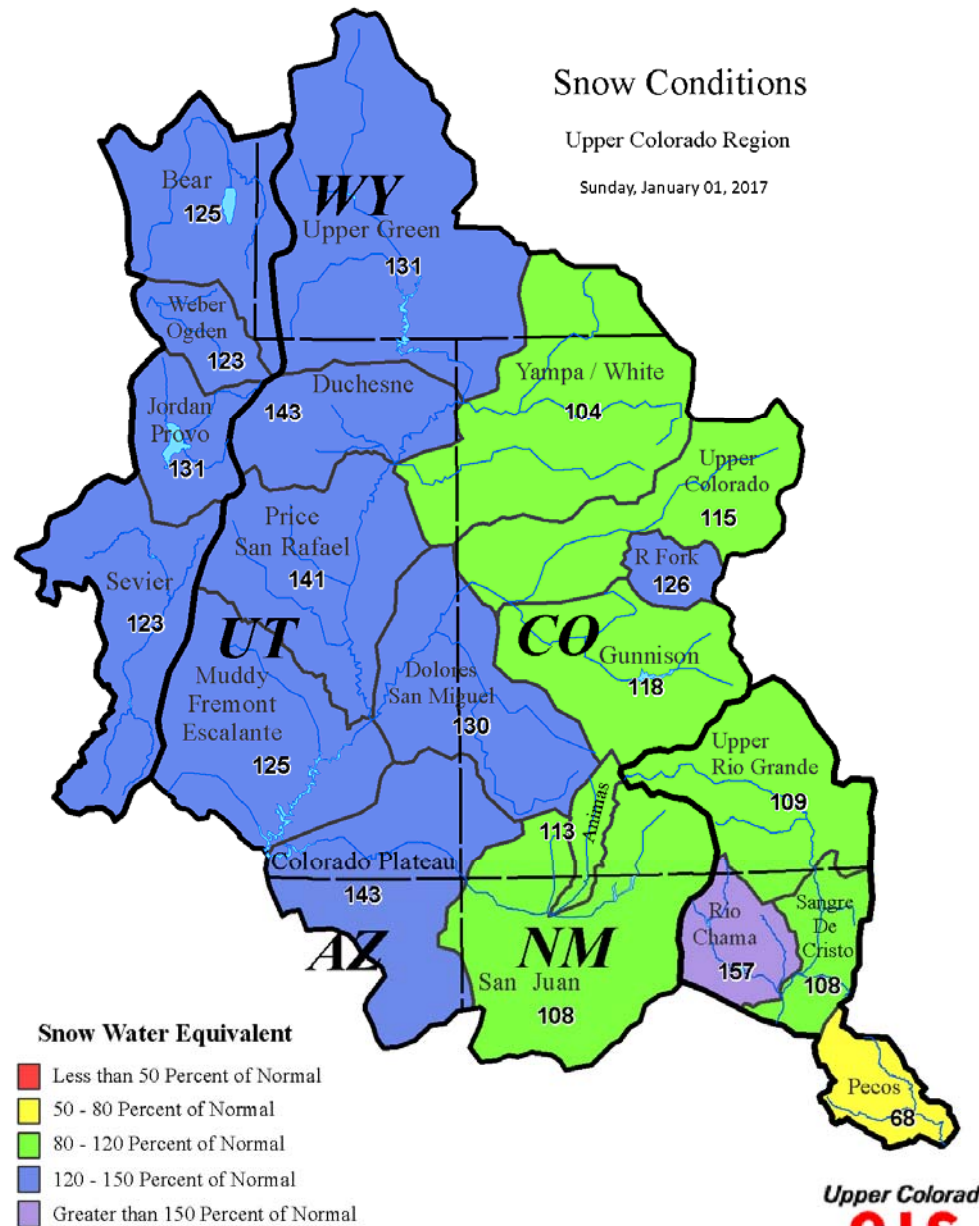 Snow Conditions
Upper Colorado Region
Sunday, January 01, 2017
Bear
125
WY
Upper Green
131
Weber
Ogden
123
Duchesne
143
Yampa / White
104
Jordan
Provo
131
Upper
Colorado
115
Price
San Rafael
141
R Fork
126
Sevier
123
UT
CO
Gunnison
118
Muddy
Fremont
Escalante
125
Dolores
San Miguel
130
Upper
Rio Grande
109
Animas
113
Colorado Plateau
143
AZ
NM
San Juan
108
Rio
Chama
157
Sangre
De
Cristo
108
Pecos
68
Snow Water Equivalent
Less than 50 Percent of Normal
50 - 80 Percent of Normal
80 - 120 Percent of Normal
120 - 150 Percent of Normal
Greater than 150 Percent of Normal
Upper Colorad